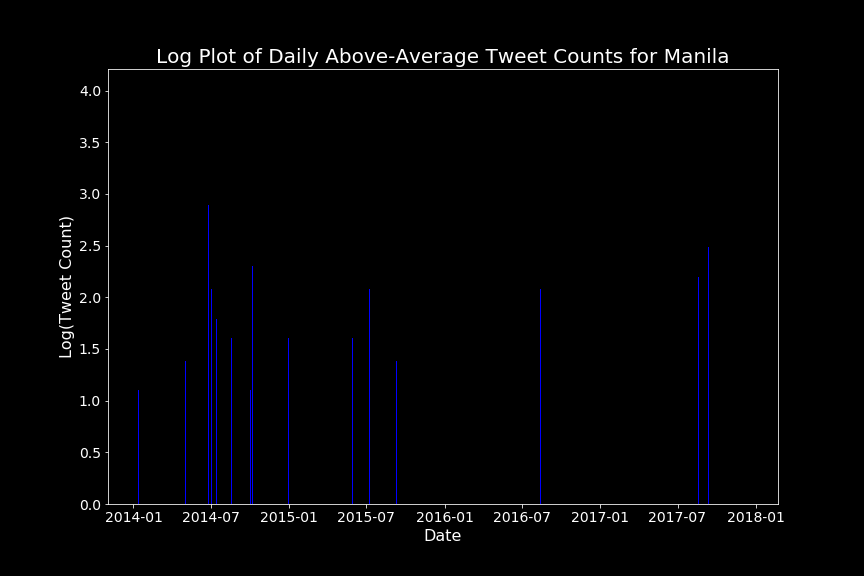 Log Plot of Daily Above-Average Tweet Counts for Manila
Log(Tweet Count)
4.0
3.5
3.0
2.5
2.0
1.5
1.0
0.5
0.0
2014-01 2014-07 2015-01 2015-07 2016-01 2016-07 2017-01 2017-07 2018-01
Date